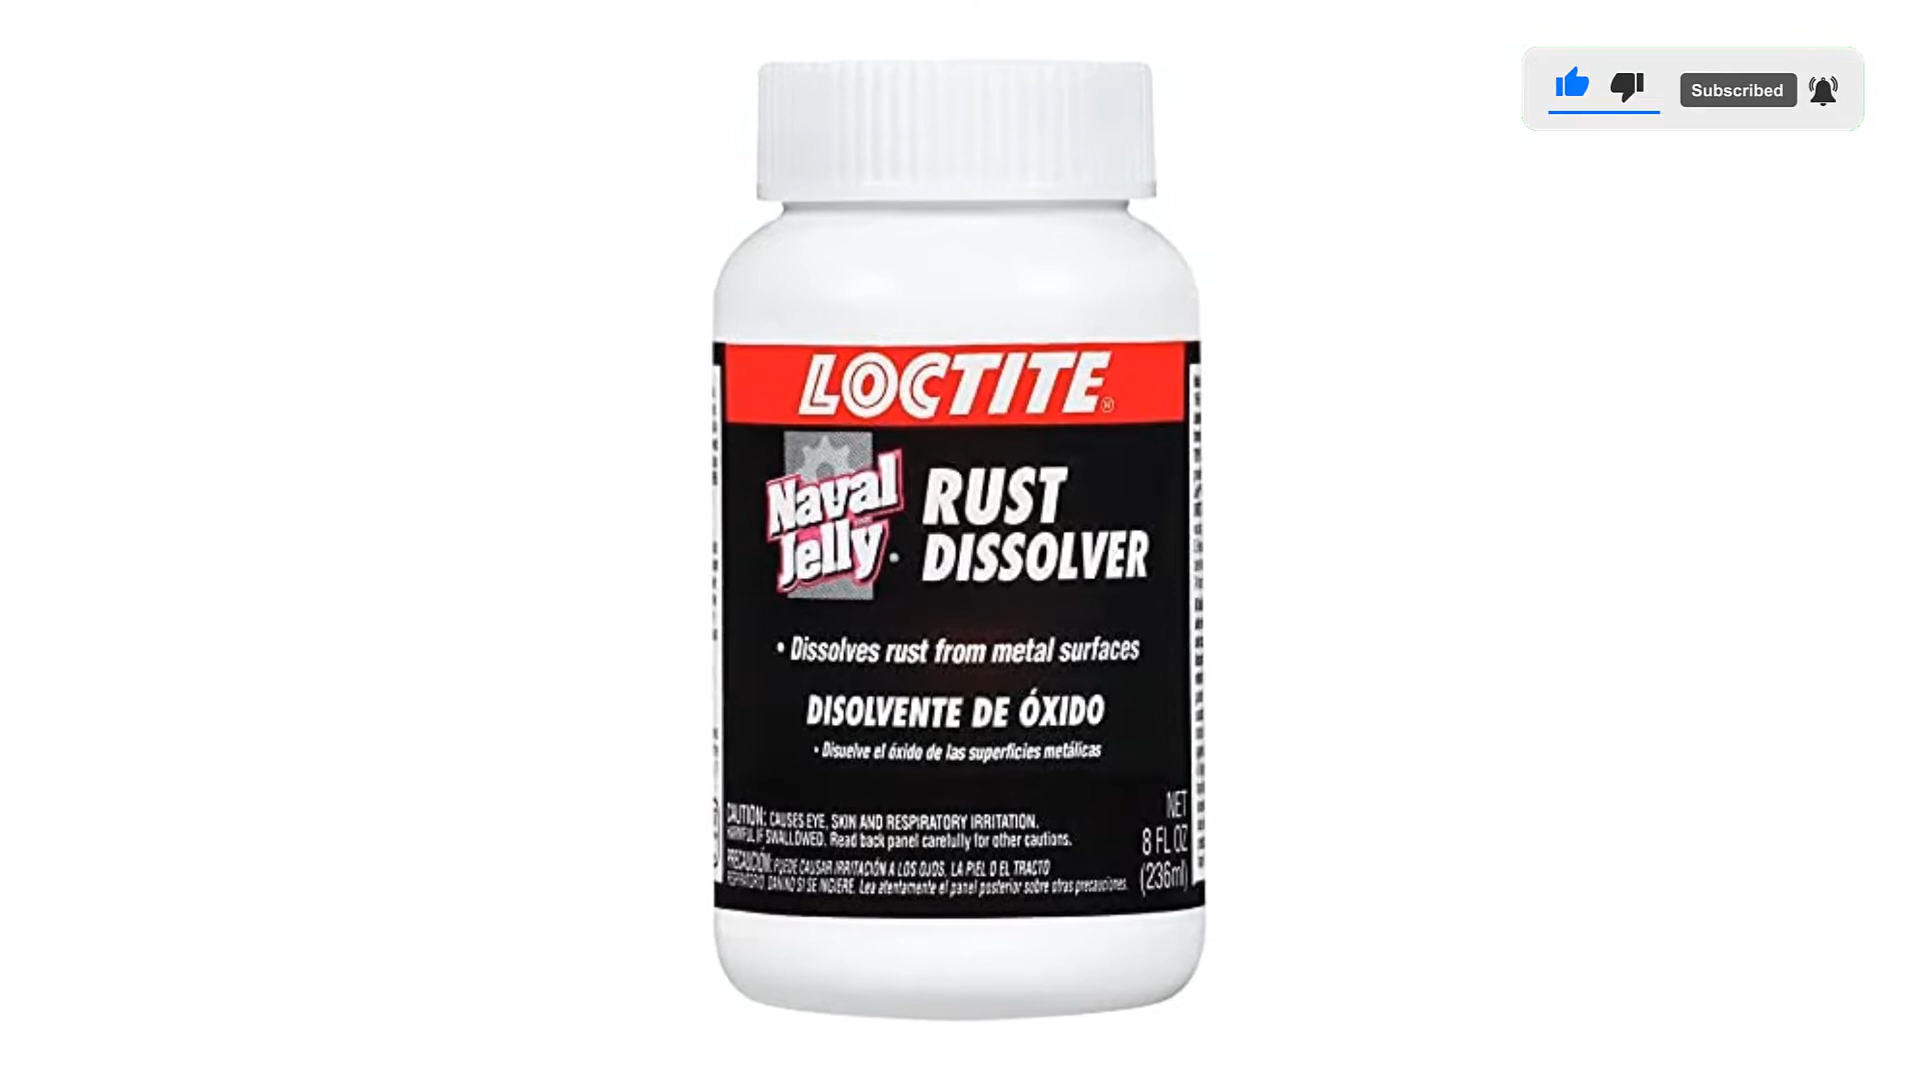 Subscribed
LOCTITE®
Naval
Jelly
RUST
DISSOLVER
• Dissolves rust from metal surfaces
DISOLVENTE DE ÓXIDO
• Disuelve el óxido de las superficies metálicas
CAUTION: CAUSES EYE, SKIN AND RESPIRATORY IRRITATION.
HARMFUL IF SWALLOWED. Read back panel carefully for other cautions.
PRECAUCIÓN: PUEDE CAUSAR IRRITACIÓN A LOS OJOS, LA PIEL O EL TRACTO
RESPIRATORIO. DAÑINO SI SE INGIERE. Lea atentamente el panel posterior sobre otras precauciones.
NET
8 FL OZ
(236ml)